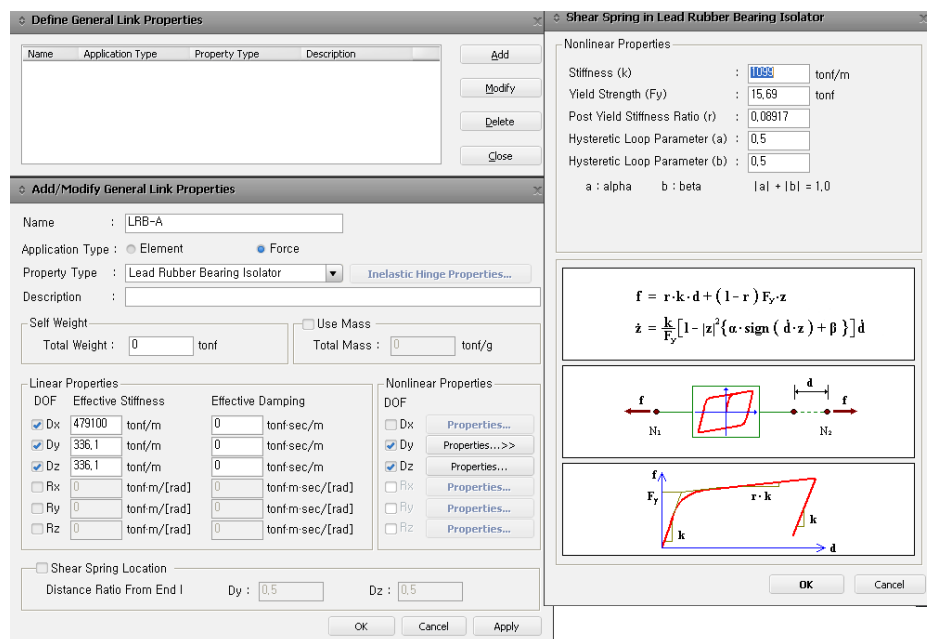 Define General Link Properties
Name Application Type Property Type Description
Add
Modify
Delete
Close
Add/Modify General Link Properties
Name : LRB-A
Application Type : Element Force
Property Type : Lead Rubber Bearing Isolator Inelastic Hinge Properties...
Description :
Self Weight
Total Weight : 0 tonf
Use Mass
Total Mass : 0 tonf/g
Linear Properties
DOF Effective Stiffness Effective Damping
Dx 479100 tonf/m 0 tonf·sec/m
Dy 336,1 tonf/m 0 tonf·sec/m
Dz 336,1 tonf/m 0 tonf·sec/m
Rx 0 tonf·m/[rad] 0 tonf·m·sec/[rad]
Ry 0 tonf·m/[rad] 0 tonf·m·sec/[rad]
Rz 0 tonf·m/[rad] 0 tonf·m·sec/[rad]
Nonlinear Properties
DOF
Dx Properties...
Dy Properties...>>
Dz Properties...
Rx Properties...
Ry Properties...
Rz Properties...
Shear Spring Location
Distance Ratio From End I Dy : 0,5 Dz : 0,5
OK Cancel Apply
Shear Spring in Lead Rubber Bearing Isolator
Nonlinear Properties
Stiffness (k) : 1099 tonf/m
Yield Strength (Fy) : 15,69 tonf
Post Yield Stiffness Ratio (r) : 0,08917
Hysteretic Loop Parameter (a) : 0,5
Hysteretic Loop Parameter (b) : 0,5
a : alpha b : beta |a| + |b| = 1,0
f = r·k·d + (1 - r) Fy·z
ż = k/Fy [1 - |z|²{α·sign (ḋ·z) + β}]ḋ
d
f f
N₁ N₂
f
Fy
r·k
k
k
d
OK Cancel